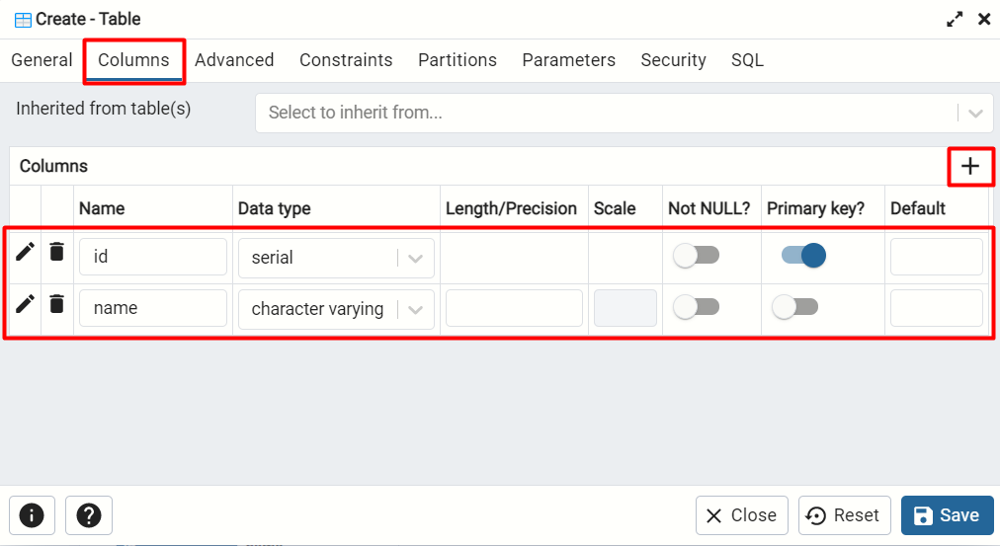 Create - Table
General Columns Advanced Constraints Partitions Parameters Security SQL
Inherited from table(s) Select to inherit from...
Columns
Name Data type Length/Precision Scale Not NULL? Primary key? Default
id serial
name character varying
Close Reset Save